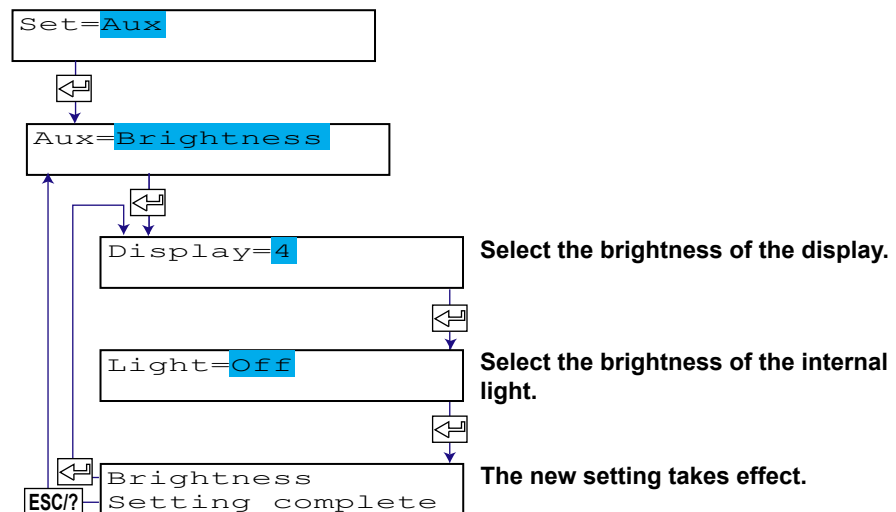 Set=Aux
Aux=Brightness
Display=4
Select the brightness of the display.
Light=Off
Select the brightness of the internal
light.
Brightness
Setting complete
The new setting takes effect.
ESC/?